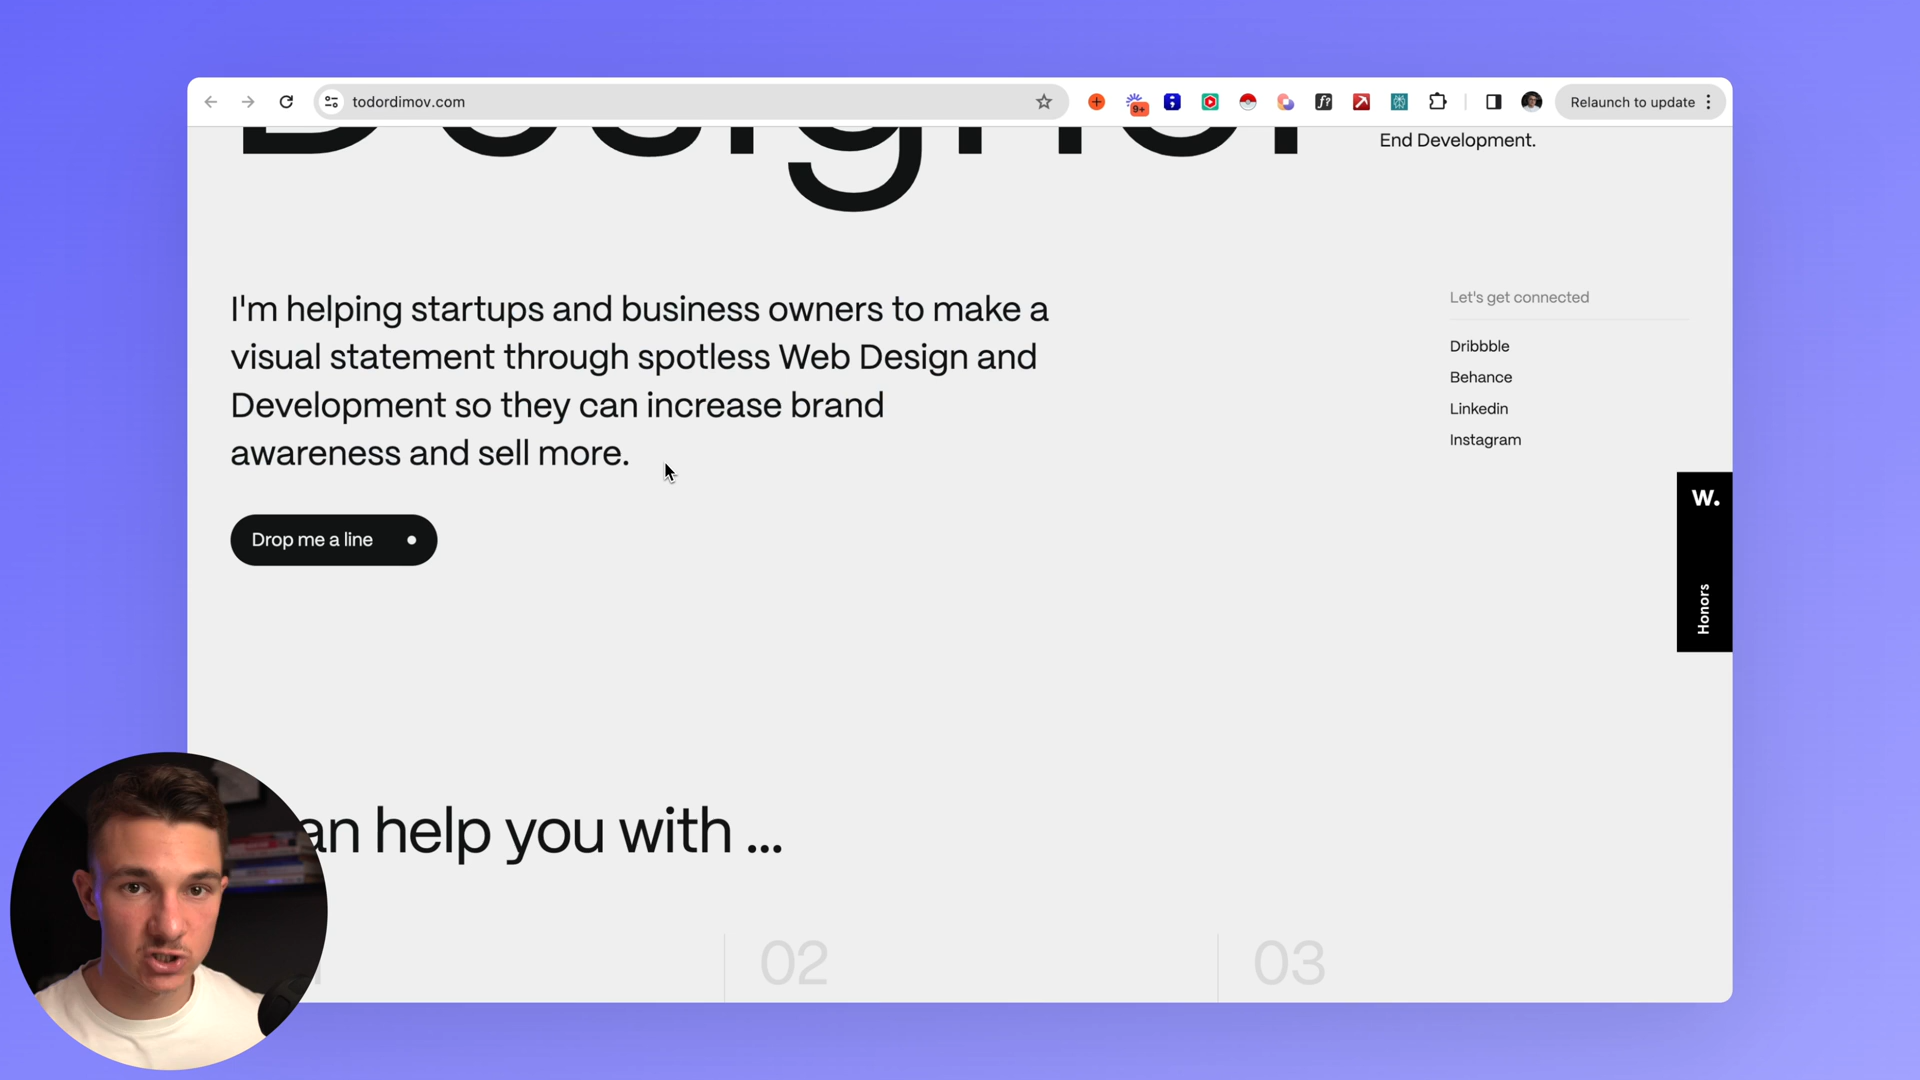 todordimov.com
9+
f?
Relaunch to update
Designer
End Development.
I'm helping startups and business owners to make a
visual statement through spotless Web Design and
Development so they can increase brand
awareness and sell more.
Drop me a line
Let's get connected
Dribbble
Behance
Linkedin
Instagram
W.
Honors
an help you with ...
02
03